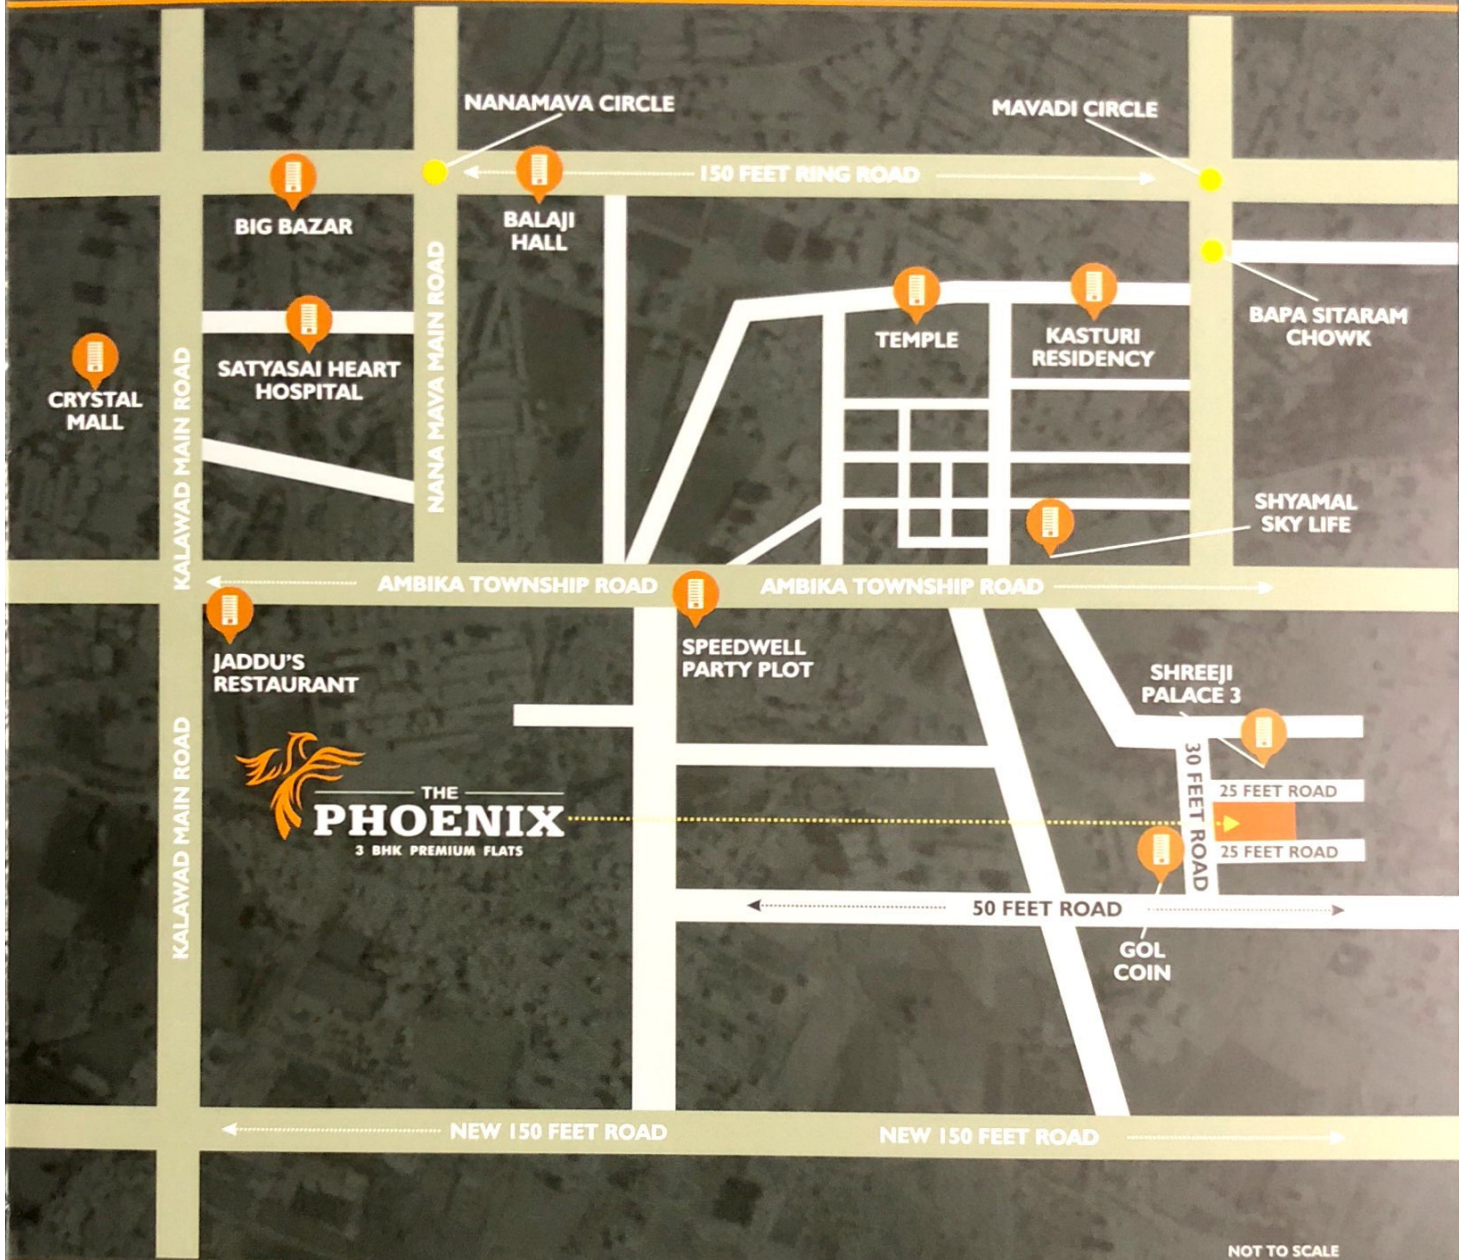 NANAMAVA CIRCLE
MAVADI CIRCLE
150 FEET RING ROAD
BIG BAZAR
BALAJI
HALL
NANA MAVA MAIN ROAD
BAPA SITARAM
CHOWK
TEMPLE
KASTURI
RESIDENCY
SATYASAI HEART
HOSPITAL
CRYSTAL
MALL
KALAWAD MAIN ROAD
SHYAMAL
SKY LIFE
AMBIKA TOWNSHIP ROAD
AMBIKA TOWNSHIP ROAD
JADDU'S
RESTAURANT
SPEEDWELL
PARTY PLOT
SHREEJI
PALACE 3
KALAWAD MAIN ROAD
THE
PHOENIX
3 BHK PREMIUM FLATS
30 FEET ROAD
25 FEET ROAD
25 FEET ROAD
50 FEET ROAD
GOL
COIN
NEW 150 FEET ROAD
NEW 150 FEET ROAD
NOT TO SCALE